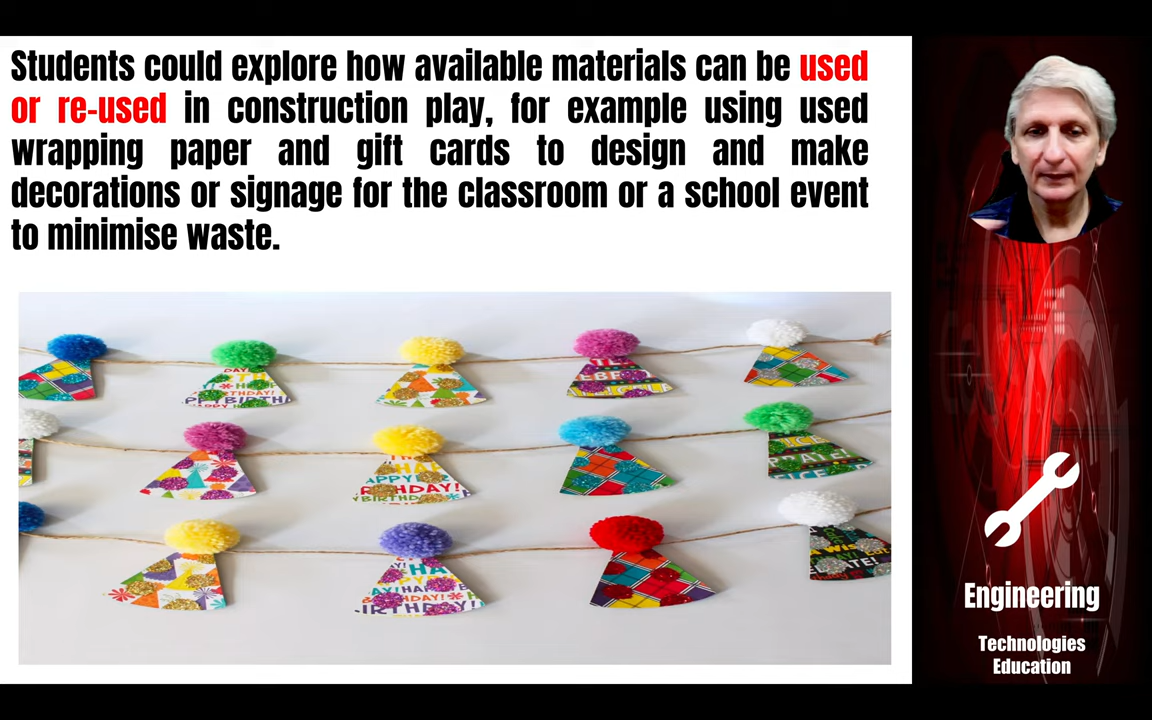 Students could explore how available materials can be used
or re-used in construction play, for example using used
wrapping paper and gift cards to design and make
decorations or signage for the classroom or a school event
to minimise waste.
Engineering
Technologies
Education